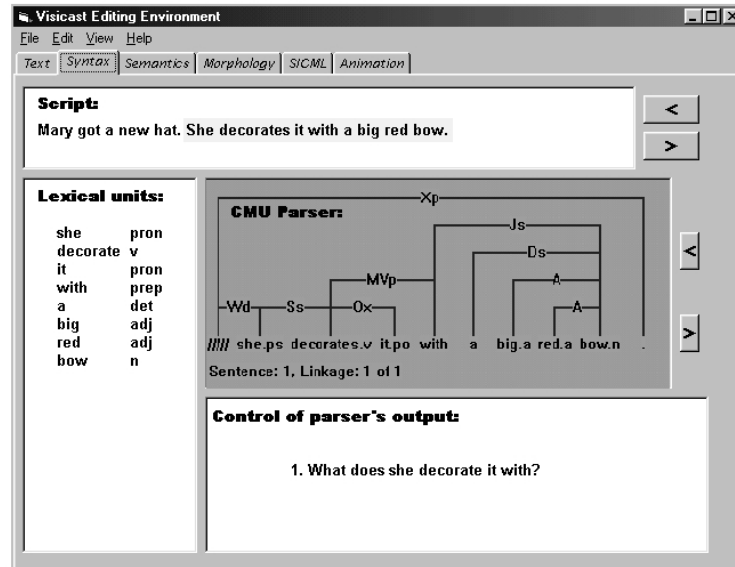 Visicast Editing Environment
File Edit View Help
Text Syntax Semantics Morphology SiCML Animation
Script:
Mary got a new hat. She decorates it with a big red bow.
<
>
Lexical units:
she pron
decorate v
it pron
with prep
a det
big adj
red adj
bow n
CMU Parser:
Xp
Js
Ds
MVp
A
Wd Ss Ox A
///// she.ps decorates.v it.po with a big.a red.a bow.n .
Sentence: 1, Linkage: 1 of 1
<
>
Control of parser's output:
1. What does she decorate it with?